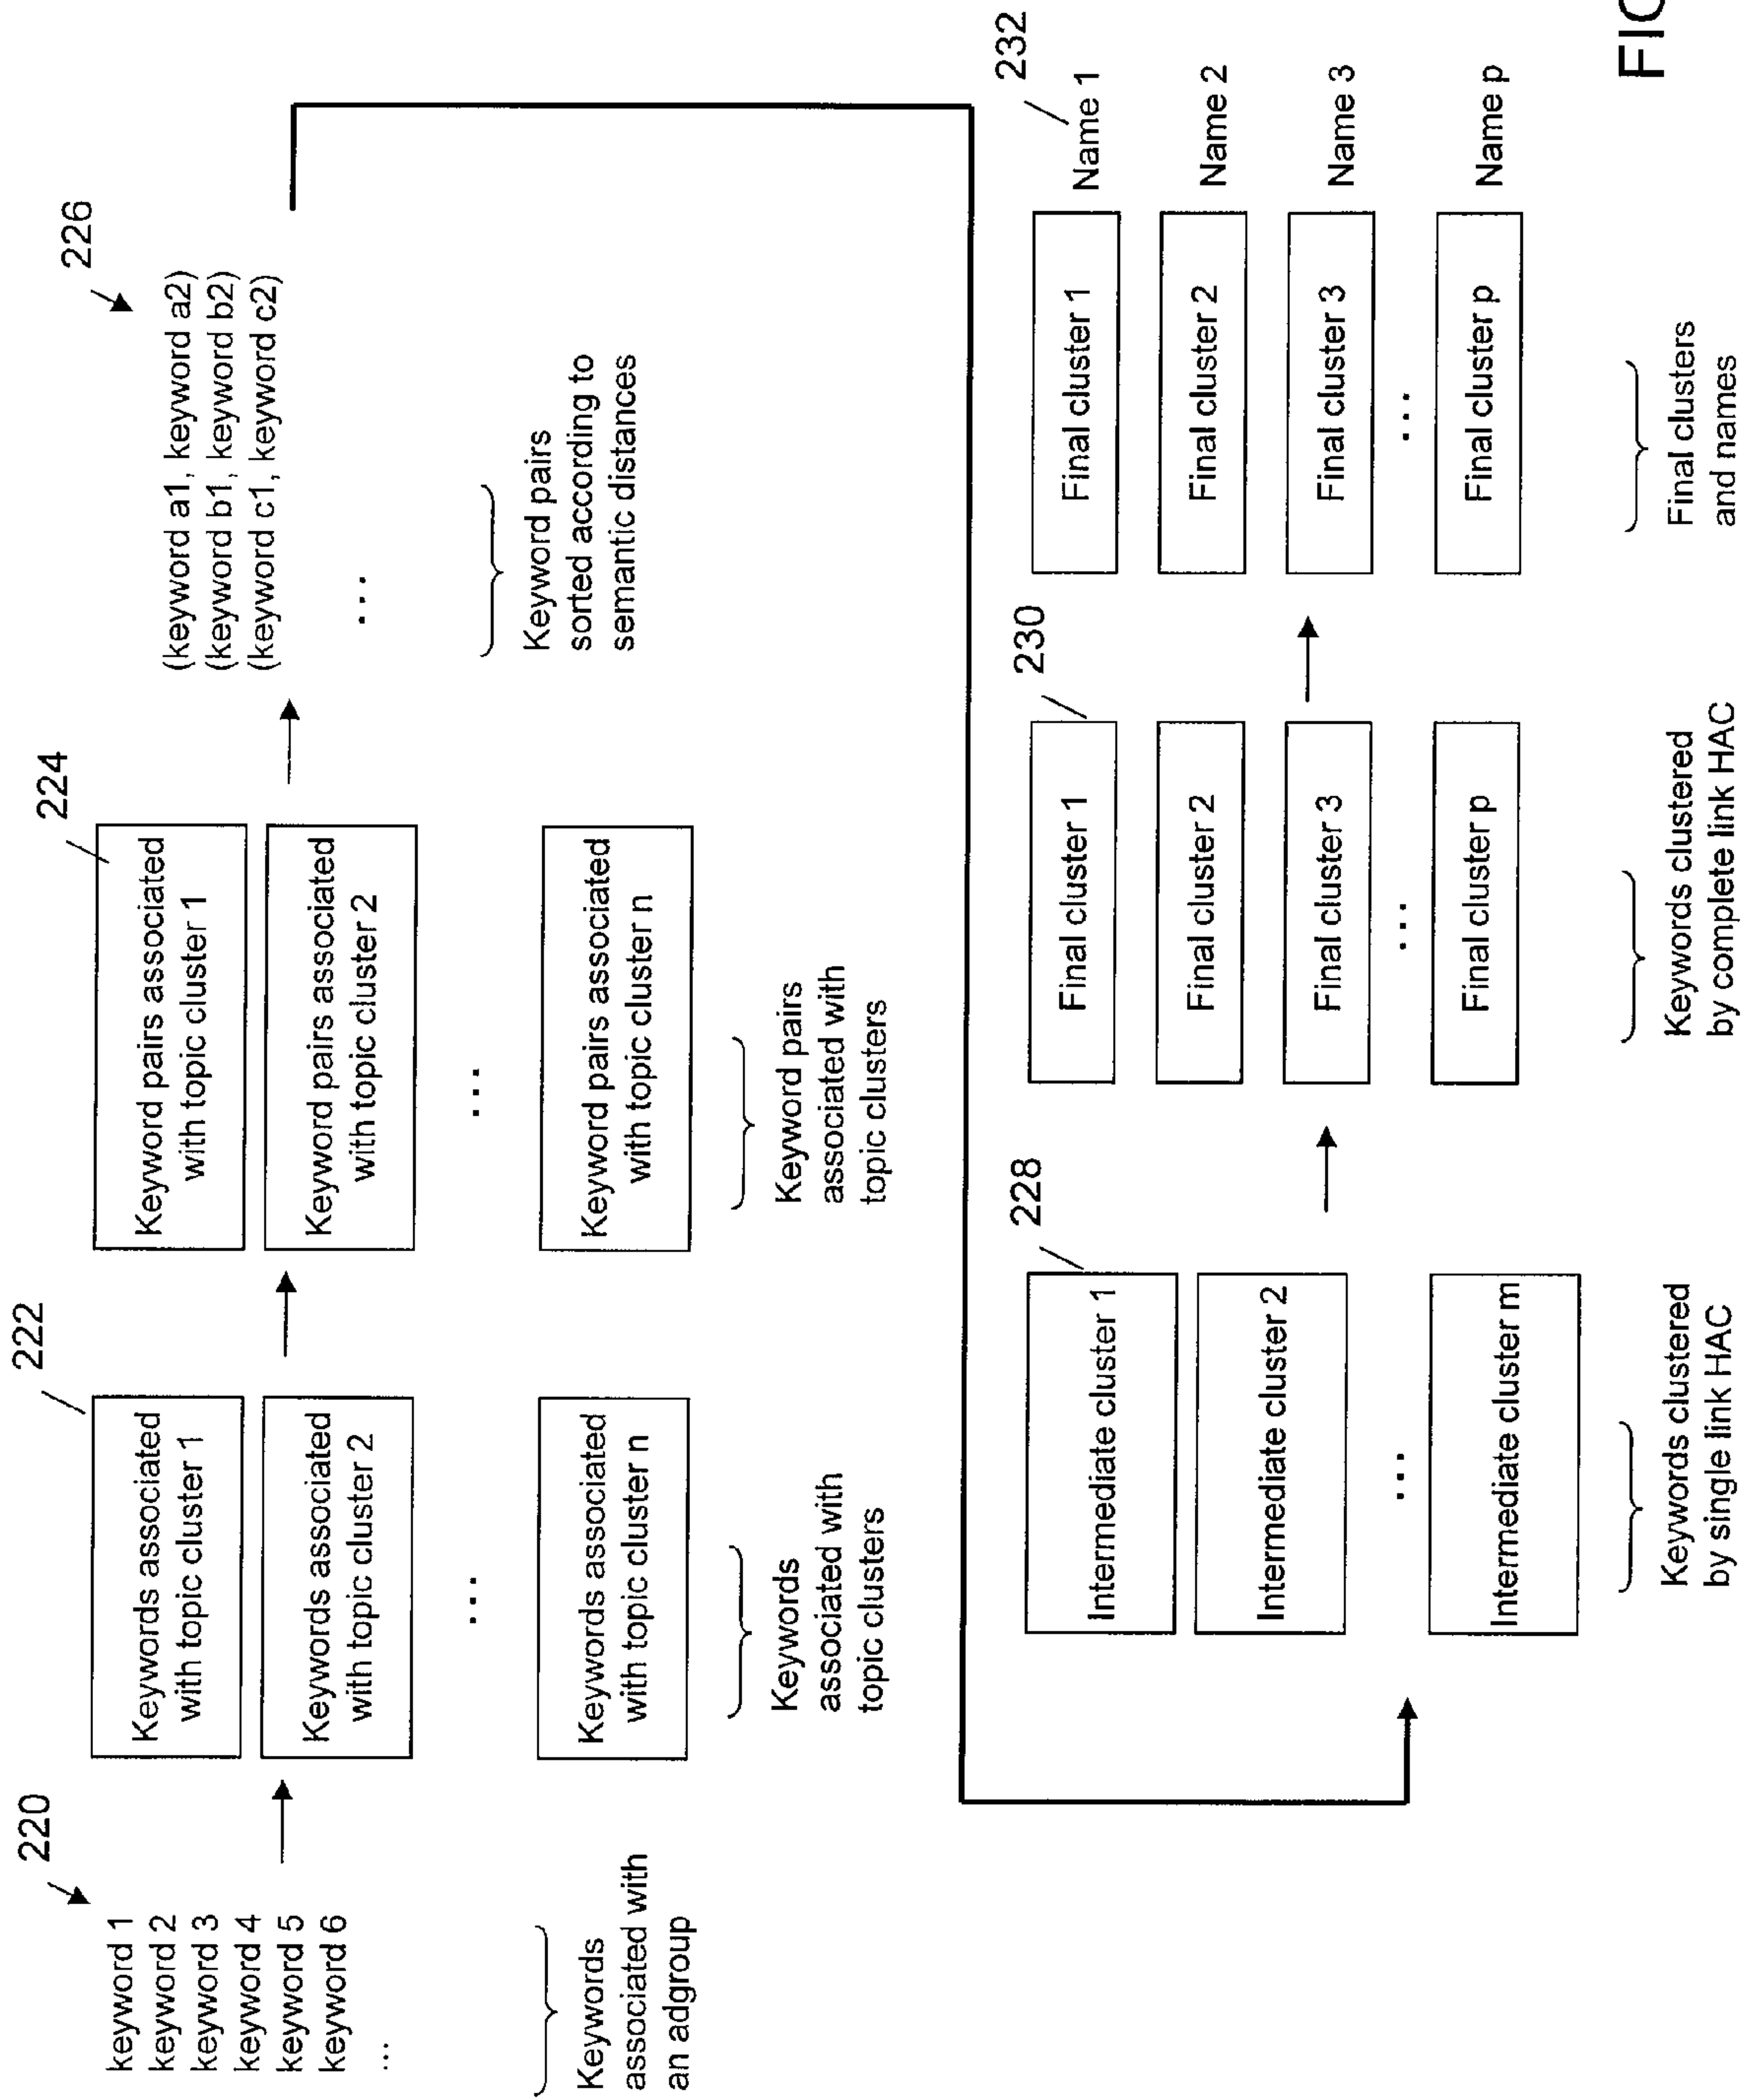 220
keyword 1
keyword 2
keyword 3
keyword 4
keyword 5
keyword 6
...
Keywords
associated with
an adgroup
222
Keywords associated
with topic cluster 1
Keywords associated
with topic cluster 2
...
Keywords associated
with topic cluster n
Keywords
associated with
topic clusters
224
Keyword pairs associated
with topic cluster 1
Keyword pairs associated
with topic cluster 2
...
Keyword pairs associated
with topic cluster n
Keyword pairs
associated with
topic clusters
226
(keyword a1, keyword a2)
(keyword b1, keyword b2)
(keyword c1, keyword c2)
...
Keyword pairs
sorted according to
semantic distances
228
Intermediate cluster 1
Intermediate cluster 2
...
Intermediate cluster m
Keywords clustered
by single link HAC
230
Final cluster 1
Final cluster 2
Final cluster 3
...
Final cluster p
Keywords clustered
by complete link HAC
232
Final cluster 1 Name 1
Final cluster 2 Name 2
Final cluster 3 Name 3
...
Final cluster p Name p
Final clusters
and names